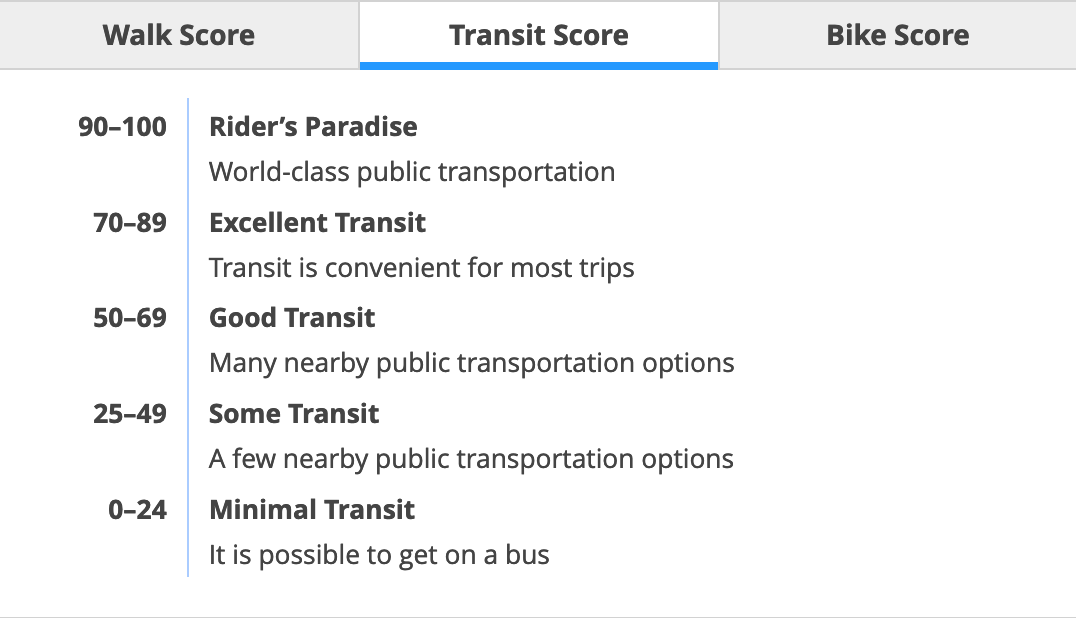 Walk Score
Transit Score
Bike Score
90–100
Rider’s Paradise
World-class public transportation
70–89
Excellent Transit
Transit is convenient for most trips
50–69
Good Transit
Many nearby public transportation options
25–49
Some Transit
A few nearby public transportation options
0–24
Minimal Transit
It is possible to get on a bus